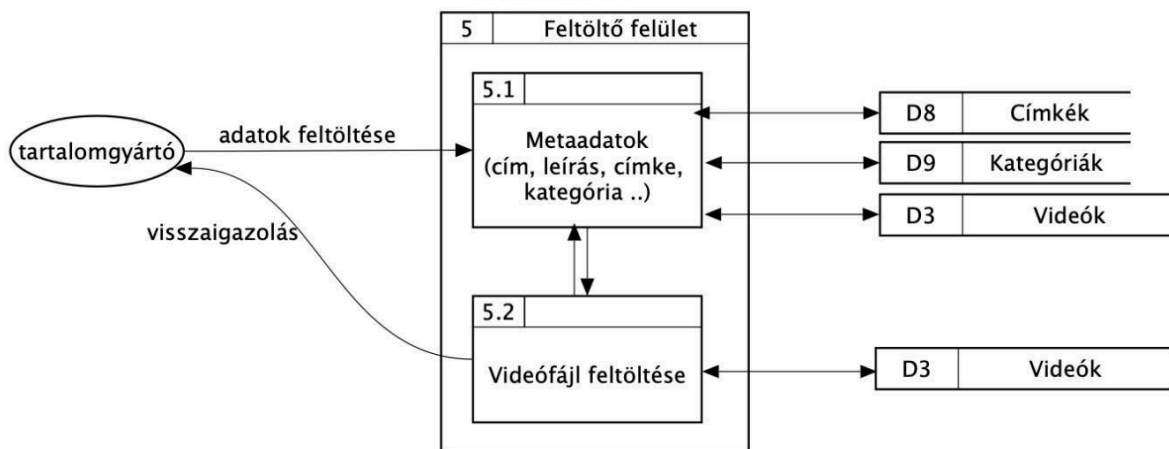 5 Feltöltő felület
5.1
D8 Címkék
adatok feltöltése
Metaadatok
tartalomgyártó
(cím, leírás, címke,
D9 Kategóriák
kategória ..)
D3 Videók
visszaigazolás
5.2
Videófájl feltöltése
D3 Videók